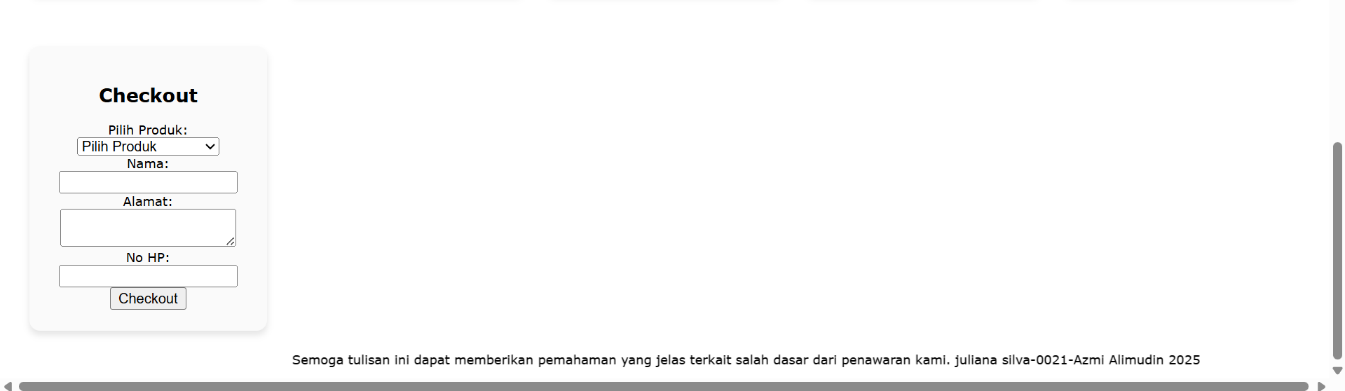 Checkout
Pilih Produk:
Pilih Produk
Nama:
Alamat:
No HP:
Checkout
Semoga tulisan ini dapat memberikan pemahaman yang jelas terkait salah dasar dari penawaran kami. juliana silva-0021-Azmi Alimudin 2025